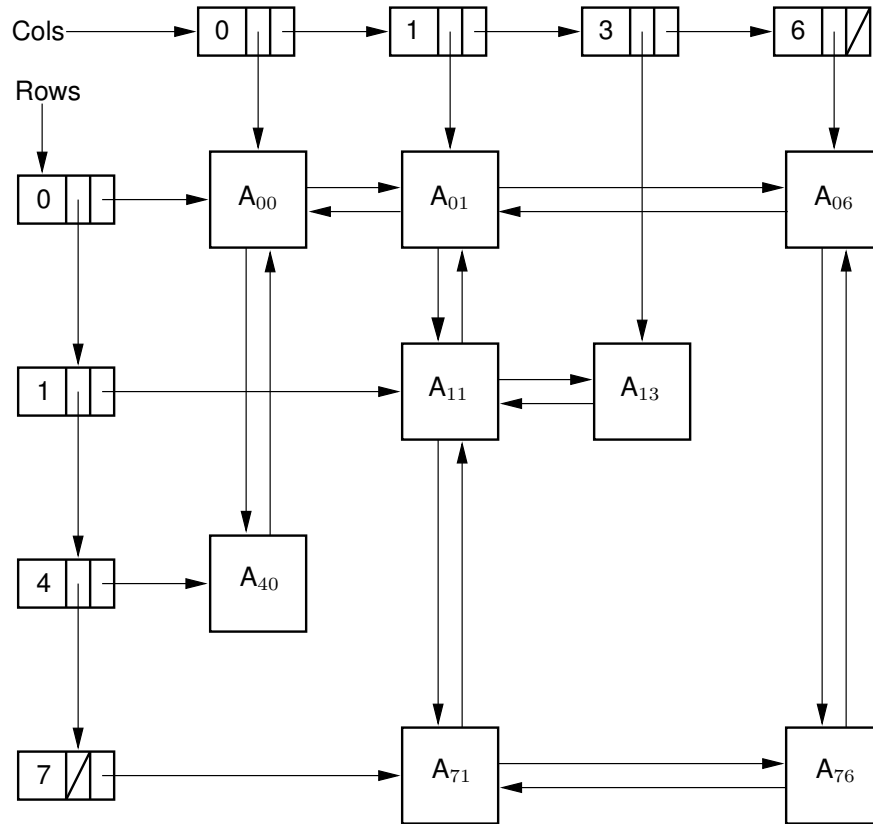 Cols 0 1 3 6
Rows
0 A₀₀ A₀₁ A₀₆
1 A₁₁ A₁₃
4 A₄₀
7 A₇₁ A₇₆